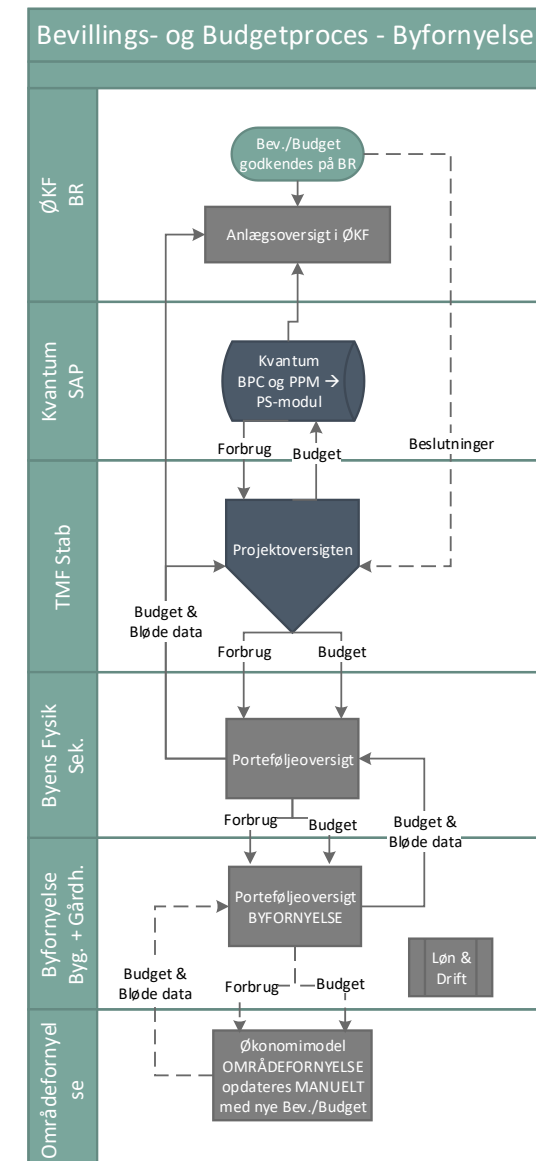 Bevillings- og Budgetproces - Byfornyelse
ØKF
BR
Bev./Budget
godkendes på BR
Anlægsoversigt i ØKF
Kvantum
SAP
Kvantum
BPC og PPM →
PS-modul
Forbrug
Budget
Beslutninger
TMF Stab
Projektoversigten
Budget &
Bløde data
Forbrug
Budget
Byens Fysik
Sek.
Porteføljeoversigt
Forbrug
Budget
Budget &
Bløde data
Byfornyelse
Byg. + Gårdh.
Porteføljeoversigt
BYFORNYELSE
Løn &
Drift
Budget &
Bløde data
Forbrug
Budget
Områdefornyel
se
Økonomimodel
OMRÅDEFORNYELSE
opdateres MANUELT
med nye Bev./Budget